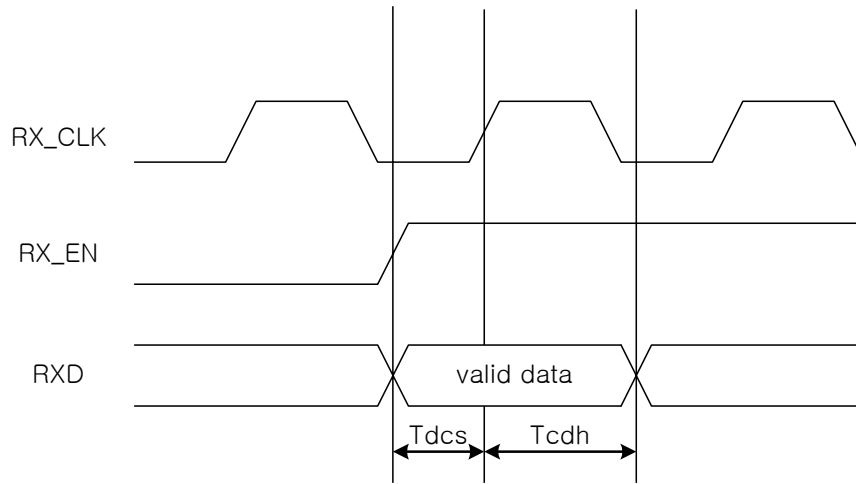 RX_CLK
RX_EN
RXD
valid data
Tdcs
Tcdh